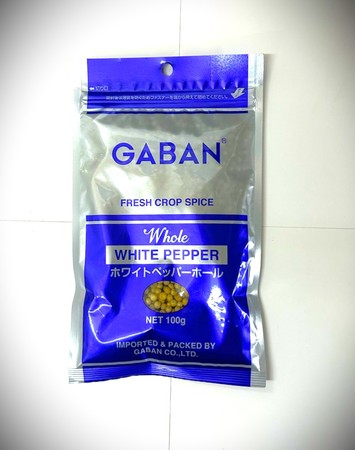 GABAN®
FRESH CROP SPICE
Whole
WHITE PEPPER
ホワイトペッパーホール
NET 100g
IMPORTED & PACKED BY
GABAN CO.,LTD.